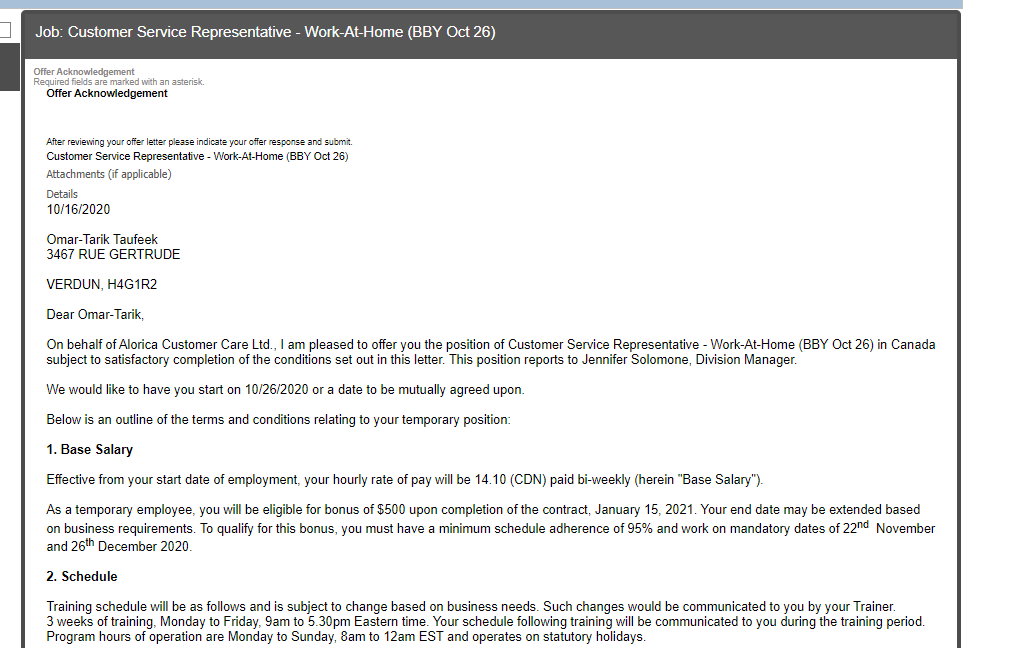 Job: Customer Service Representative - Work-At-Home (BBY Oct 26)
Offer Acknowledgement
Required fields are marked with an asterisk.
Offer Acknowledgement
After reviewing your offer letter please indicate your offer response and submit.
Customer Service Representative - Work-At-Home (BBY Oct 26)
Attachments (if applicable)
Details
10/16/2020
Omar-Tarik Taufeek
3467 RUE GERTRUDE
VERDUN, H4G1R2
Dear Omar-Tarik,
On behalf of Alorica Customer Care Ltd., I am pleased to offer you the position of Customer Service Representative - Work-At-Home (BBY Oct 26) in Canada
subject to satisfactory completion of the conditions set out in this letter. This position reports to Jennifer Solomone, Division Manager.
We would like to have you start on 10/26/2020 or a date to be mutually agreed upon.
Below is an outline of the terms and conditions relating to your temporary position:
1. Base Salary
Effective from your start date of employment, your hourly rate of pay will be 14.10 (CDN) paid bi-weekly (herein "Base Salary").
As a temporary employee, you will be eligible for bonus of $500 upon completion of the contract, January 15, 2021. Your end date may be extended based
on business requirements. To qualify for this bonus, you must have a minimum schedule adherence of 95% and work on mandatory dates of 22nd November
and 26th December 2020.
2. Schedule
Training schedule will be as follows and is subject to change based on business needs. Such changes would be communicated to you by your Trainer.
3 weeks of training, Monday to Friday, 9am to 5.30pm Eastern time. Your schedule following training will be communicated to you during the training period.
Program hours of operation are Monday to Sunday, 8am to 12am EST and operates on statutory holidays.